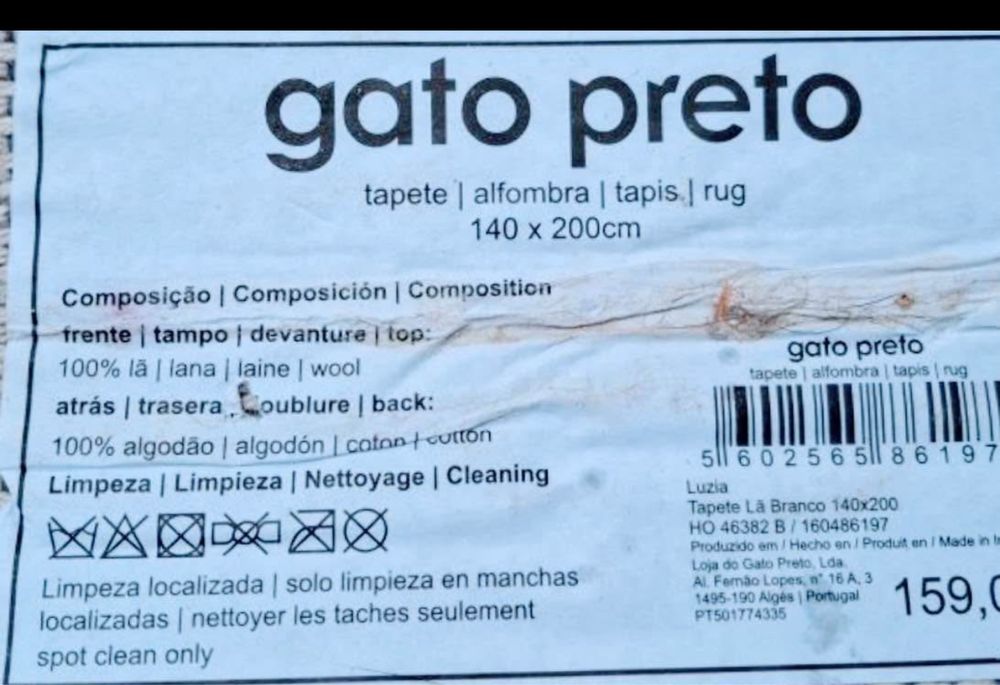 gato preto
tapete | alfombra | tapis | rug
140 x 200cm
Composição | Composición | Composition
frente | tampo | devanture | top:
100% lã | lana | laine | wool
atrás | trasera oublure | back:
100% algodão | algodón | coton | cotton
Limpeza | Limpieza | Nettoyage | Cleaning
Limpeza localizada | solo limpieza en manchas
localizadas | nettoyer les taches seulement
spot clean only
gato preto
tapete | alfombra | tapis | rug
5 602565 86197
Luzia
Tapete Lã Branco 140x200
HO 46382 B / 160486197
Produzido em / Hecho en / Produit en / Made in
Loja do Gato Preto, Lda.
Al. Fernão Lopes, nº 16 A, 3
1495-190 Algés | Portugal
PT501774335
159,